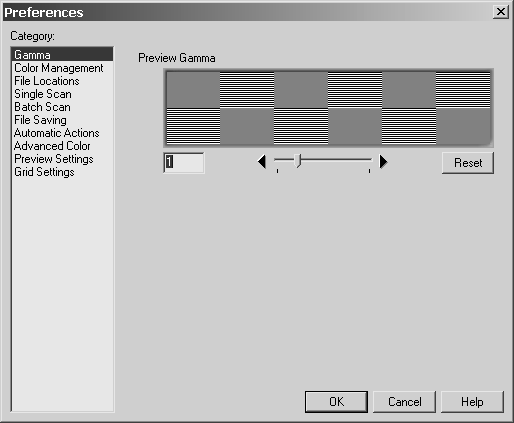 Preferences
Category:
Gamma
Color Management
File Locations
Single Scan
Batch Scan
File Saving
Automatic Actions
Advanced Color
Preview Settings
Grid Settings
Preview Gamma
1
Reset
OK
Cancel
Help